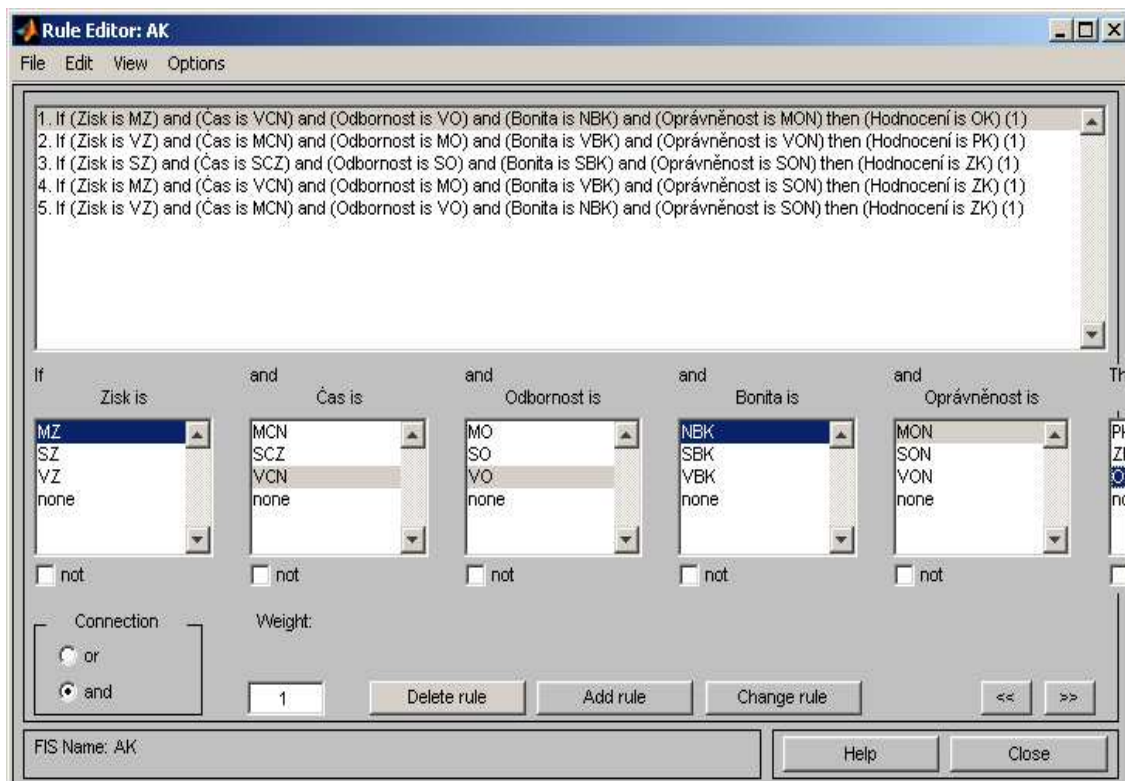 Rule Editor: AK
File Edit View Options
1. If (Zisk is MZ) and (Čas is VCN) and (Odbornost is VO) and (Bonita is NBK) and (Oprávněnost is MON) then (Hodnocení is OK) (1)
2. If (Zisk is VZ) and (Čas is MCN) and (Odbornost is MO) and (Bonita is VBK) and (Oprávněnost is VON) then (Hodnocení is PK) (1)
3. If (Zisk is SZ) and (Čas is SCZ) and (Odbornost is SO) and (Bonita is SBK) and (Oprávněnost is SON) then (Hodnocení is ZK) (1)
4. If (Zisk is MZ) and (Čas is VCN) and (Odbornost is MO) and (Bonita is VBK) and (Oprávněnost is SON) then (Hodnocení is ZK) (1)
5. If (Zisk is VZ) and (Čas is MCN) and (Odbornost is VO) and (Bonita is NBK) and (Oprávněnost is SON) then (Hodnocení is ZK) (1)
If and and and and
Zisk is Čas is Odbornost is Bonita is Oprávněnost is
MZ MCN MO NBK MON
SZ SCZ SO SBK SON
VZ VCN VO VBK VON
none none none none none
not not not not not
Connection Weight:
or
and 1 Delete rule Add rule Change rule << >>
FIS Name: AK Help Close